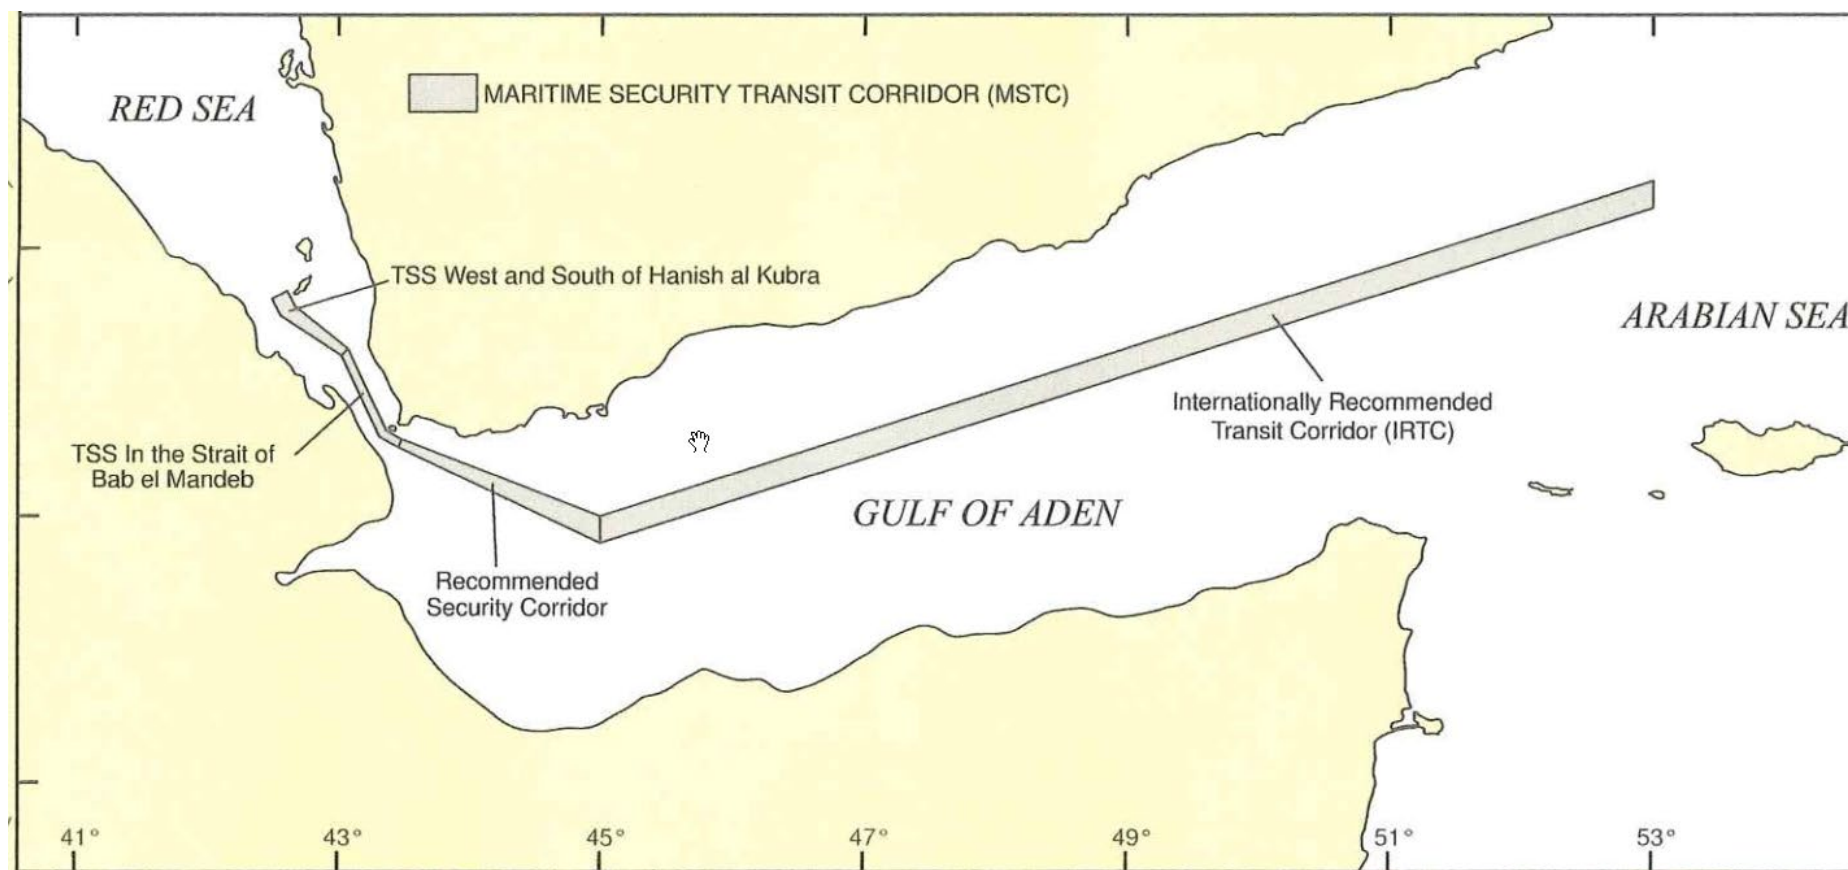 RED SEA
MARITIME SECURITY TRANSIT CORRIDOR (MSTC)
TSS West and South of Hanish al Kubra
ARABIAN SEA
Internationally Recommended
Transit Corridor (IRTC)
TSS In the Strait of
Bab el Mandeb
GULF OF ADEN
Recommended
Security Corridor
41°
43°
45°
47°
49°
51°
53°